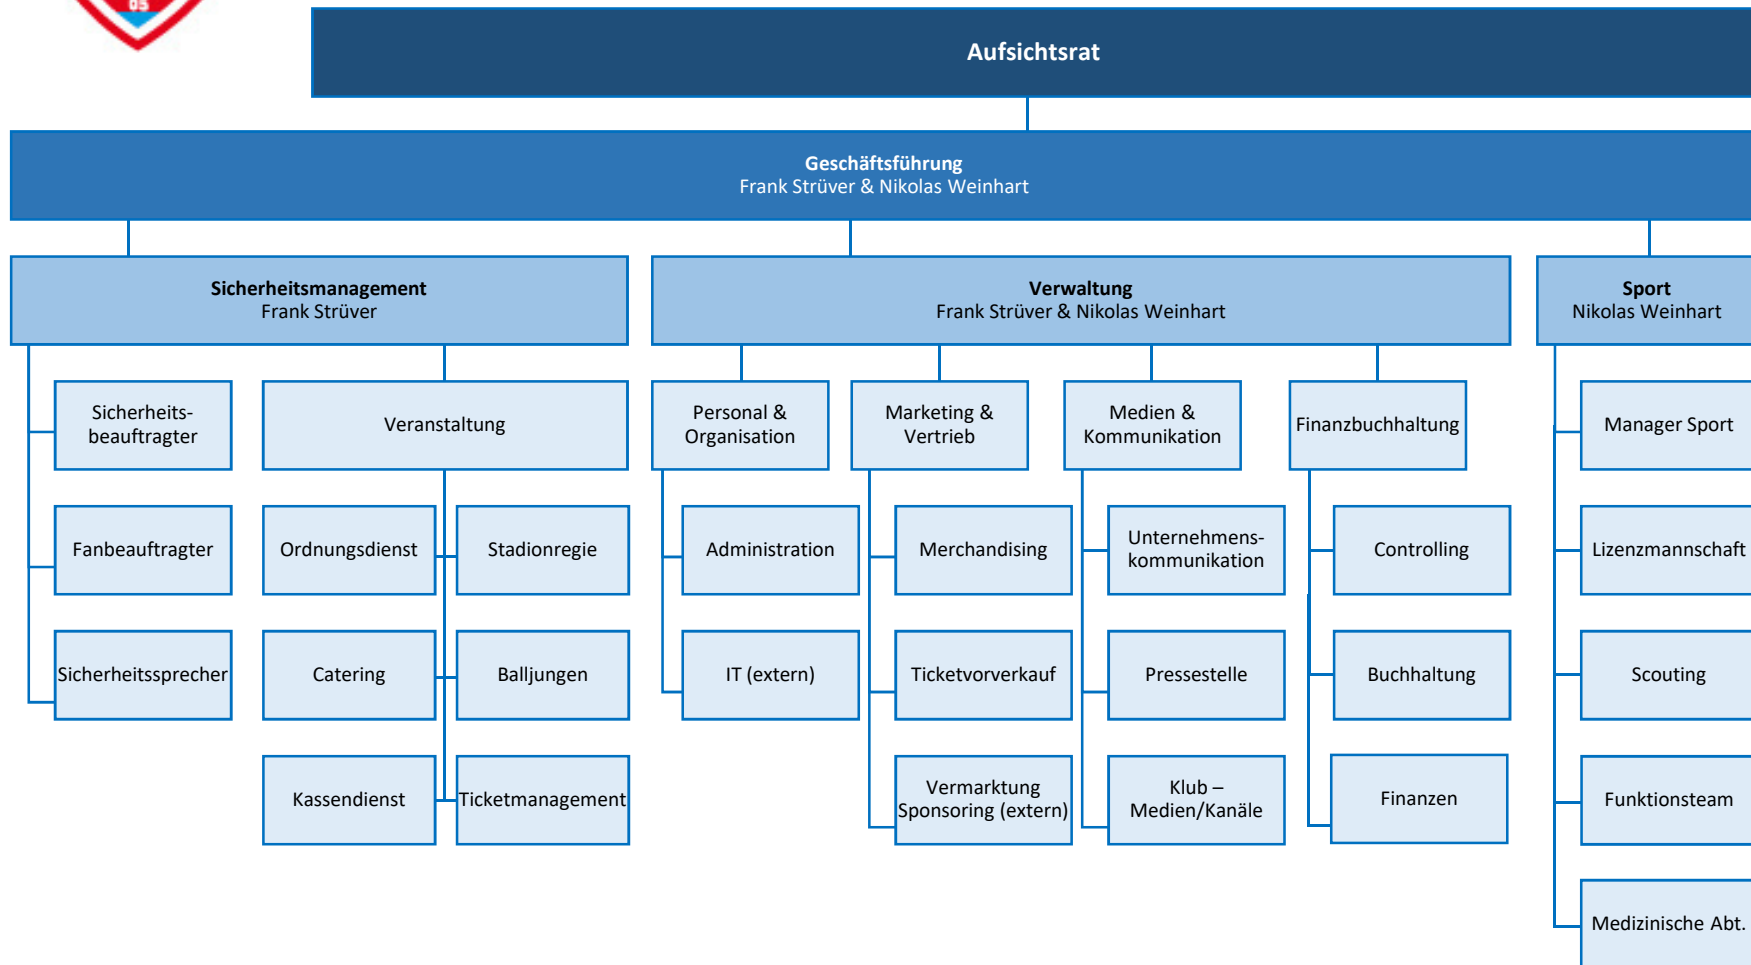 05
Aufsichtsrat
Geschäftsführung
Frank Strüver & Nikolas Weinhart
Sicherheitsmanagement
Frank Strüver
Verwaltung
Frank Strüver & Nikolas Weinhart
Sport
Nikolas Weinhart
Sicherheits-
beauftragter
Veranstaltung
Personal &
Organisation
Marketing &
Vertrieb
Medien &
Kommunikation
Finanzbuchhaltung
Manager Sport
Fanbeauftragter
Ordnungsdienst
Stadionregie
Administration
Merchandising
Unternehmens-
kommunikation
Controlling
Lizenzmannschaft
Sicherheitssprecher
Catering
Balljungen
IT (extern)
Ticketvorverkauf
Pressestelle
Buchhaltung
Scouting
Kassendienst
Ticketmanagement
Vermarktung
Sponsoring (extern)
Klub –
Medien/Kanäle
Finanzen
Funktionsteam
Medizinische Abt.